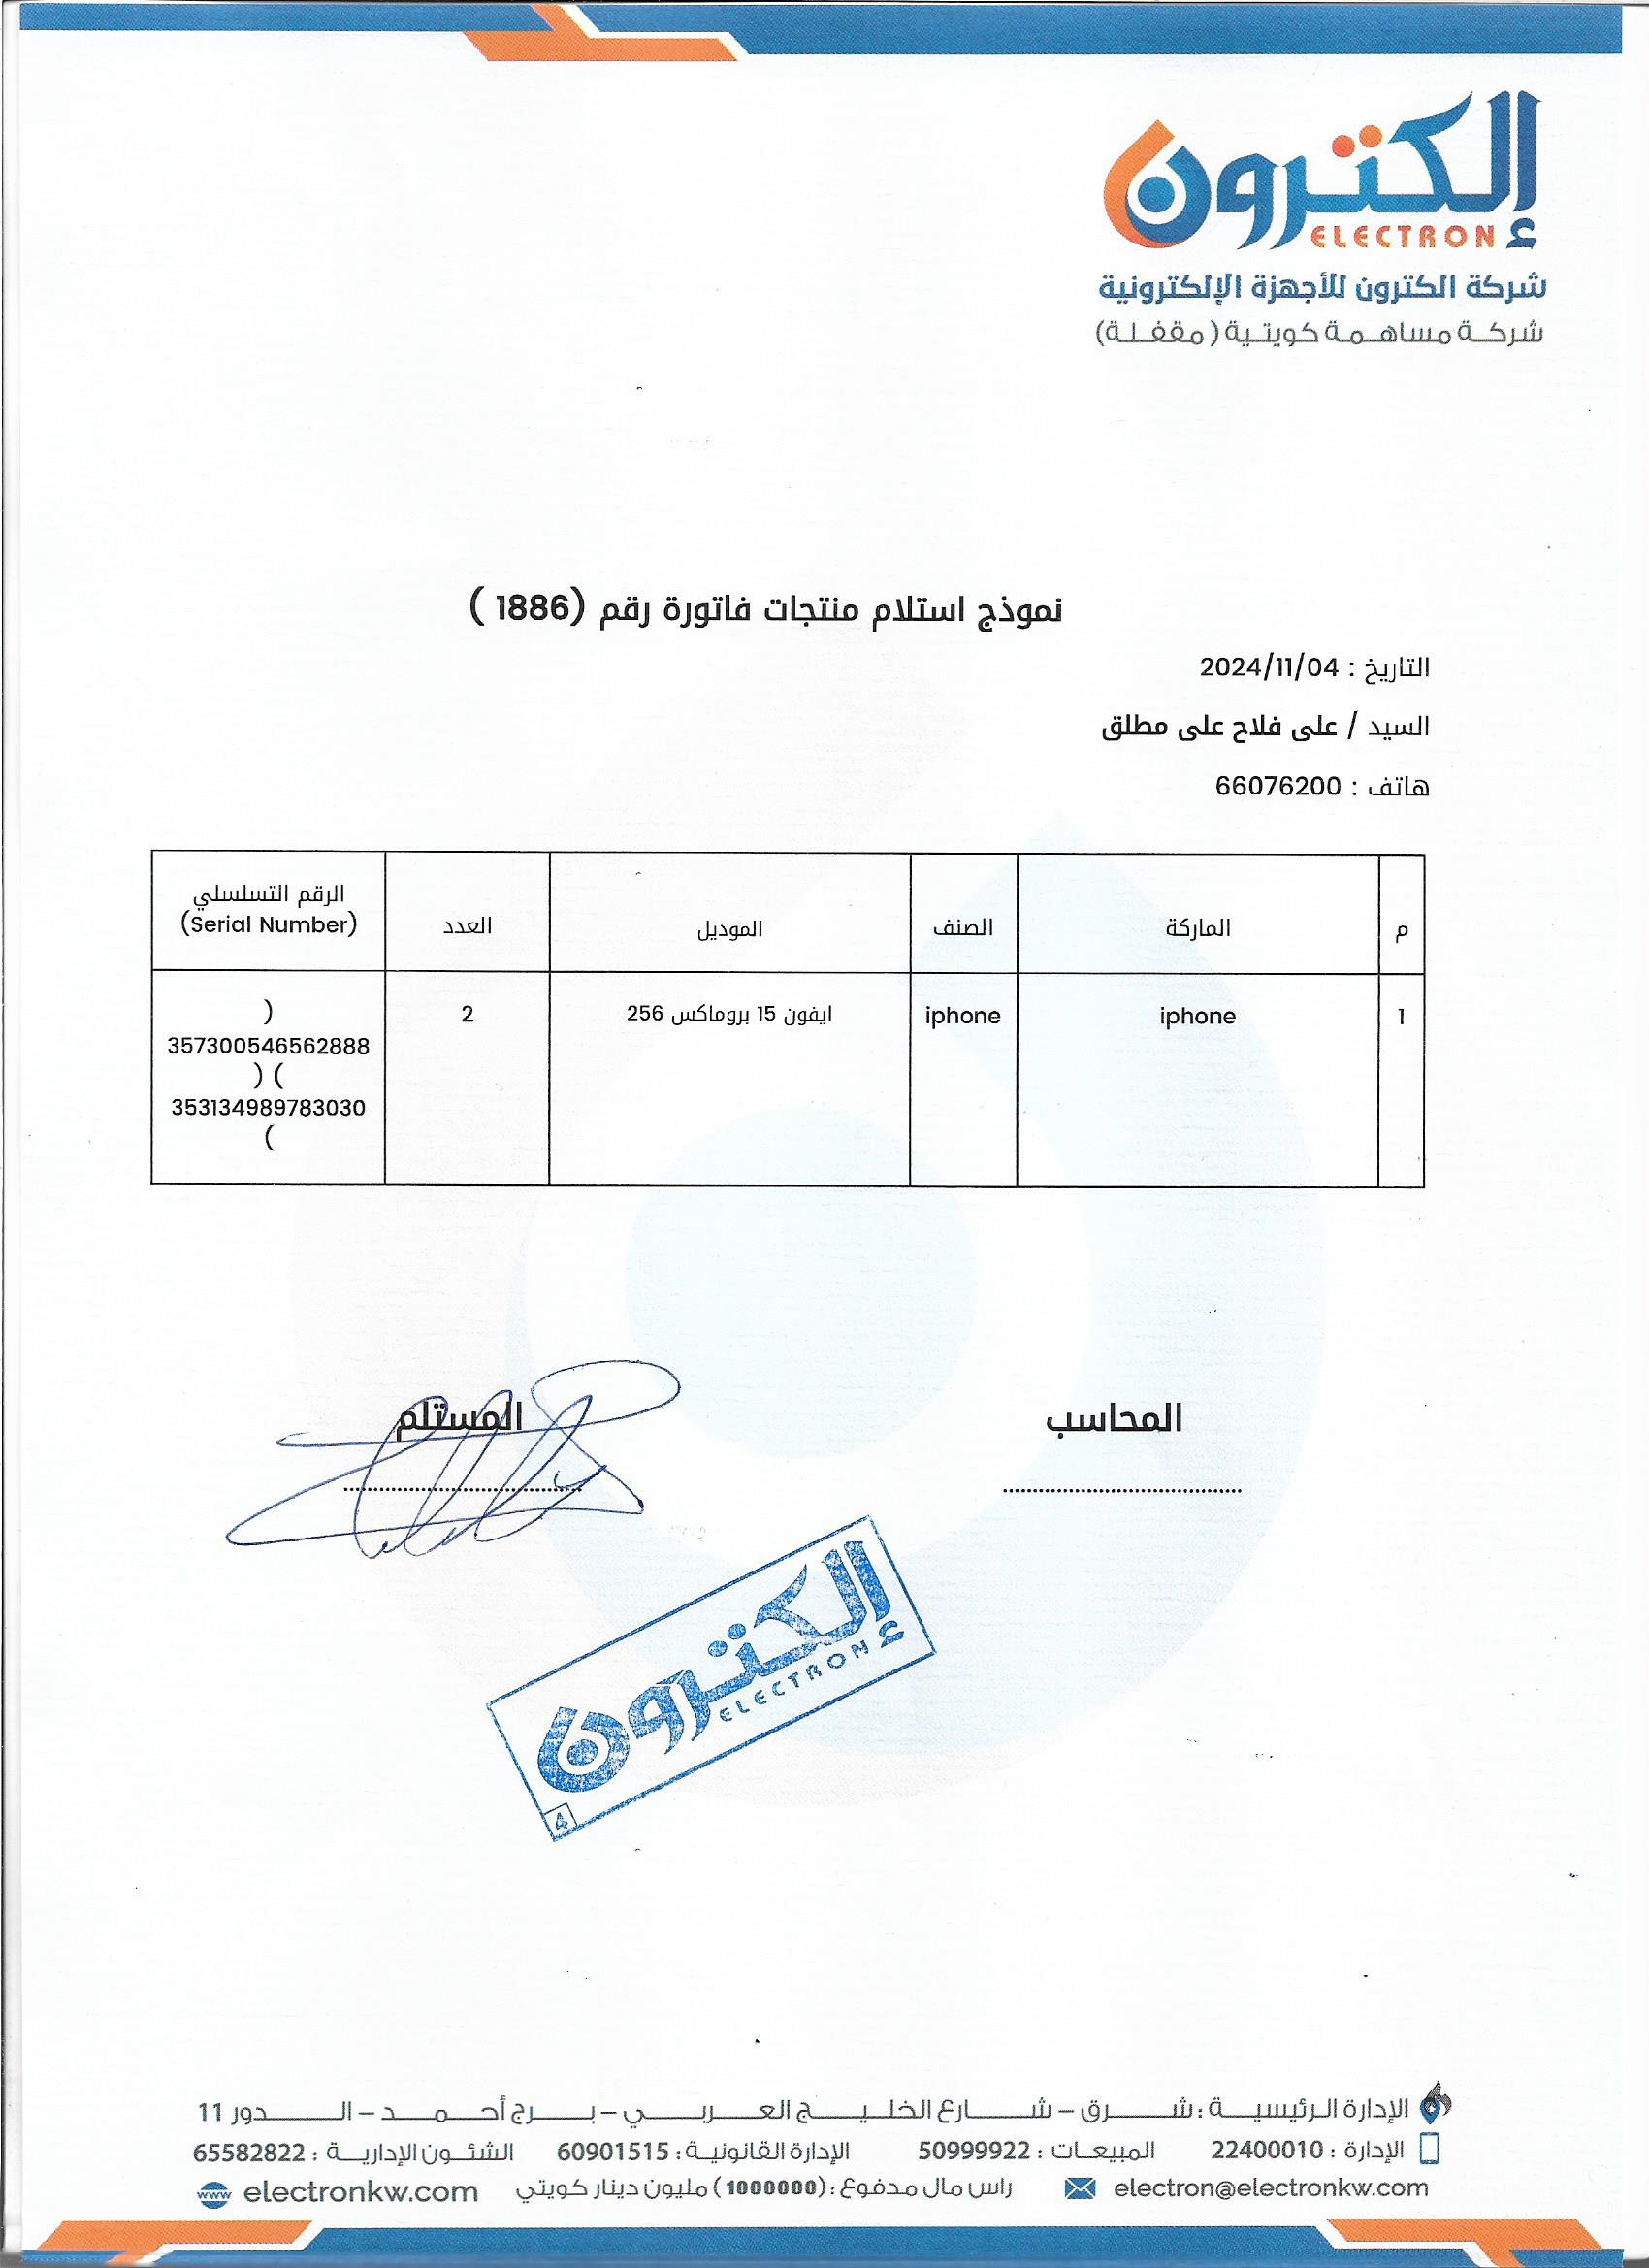 إلكترون
ELECTRON
شركة الكترون للأجهزة الإلكترونية
شركة مساهمة كويتية (مقفلة)
نموذج استلام منتجات فاتورة رقم (1886 )
التاريخ : 2024/11/04
السيد / على فلاح على مطلق
هاتف : 66076200
م الماركة الصنف الموديل العدد الرقم التسلسلي (Serial Number)
1 iphone iphone ايفون 15 بروماكس 256 2 ( 357300546562888 ) ( 353134989783030 )
المحاسب المستلم
إلكترون
ELECTRON
4
الإدارة الرئيسية : شرق – شارع الخليج العربي – برج أحمد – الدور 11
الإدارة : 22400010 المبيعات : 50999922 الإدارة القانونية : 60901515 الشئون الإدارية : 65582822
electron@electronkw.com راس مال مدفوع : (1000000) مليون دينار كويتي www electronkw.com